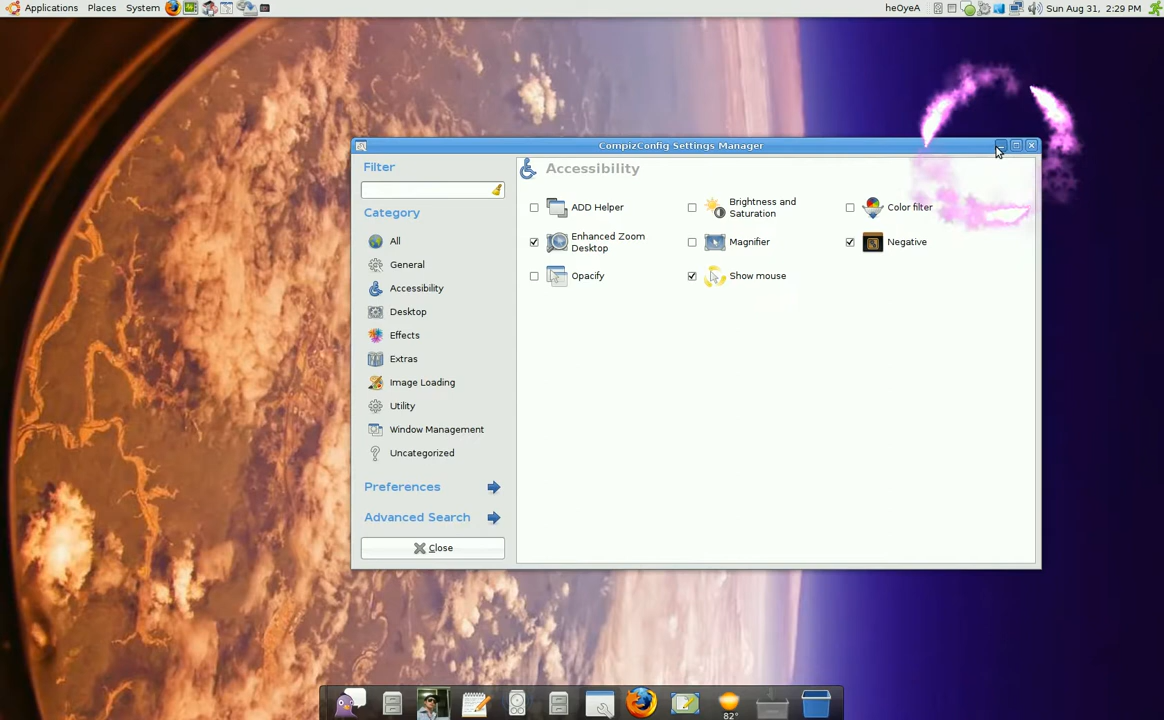 Applications Places System heOyeA Sun Aug 31, 2:29 PM
CompizConfig Settings Manager
Filter
Category
All
General
Accessibility
Desktop
Effects
Extras
Image Loading
Utility
Window Management
Uncategorized
Preferences
Advanced Search
Close
Accessibility
ADD Helper
Brightness and
Saturation
Color filter
Enhanced Zoom
Desktop
Magnifier
Negative
Opacify
Show mouse
82°